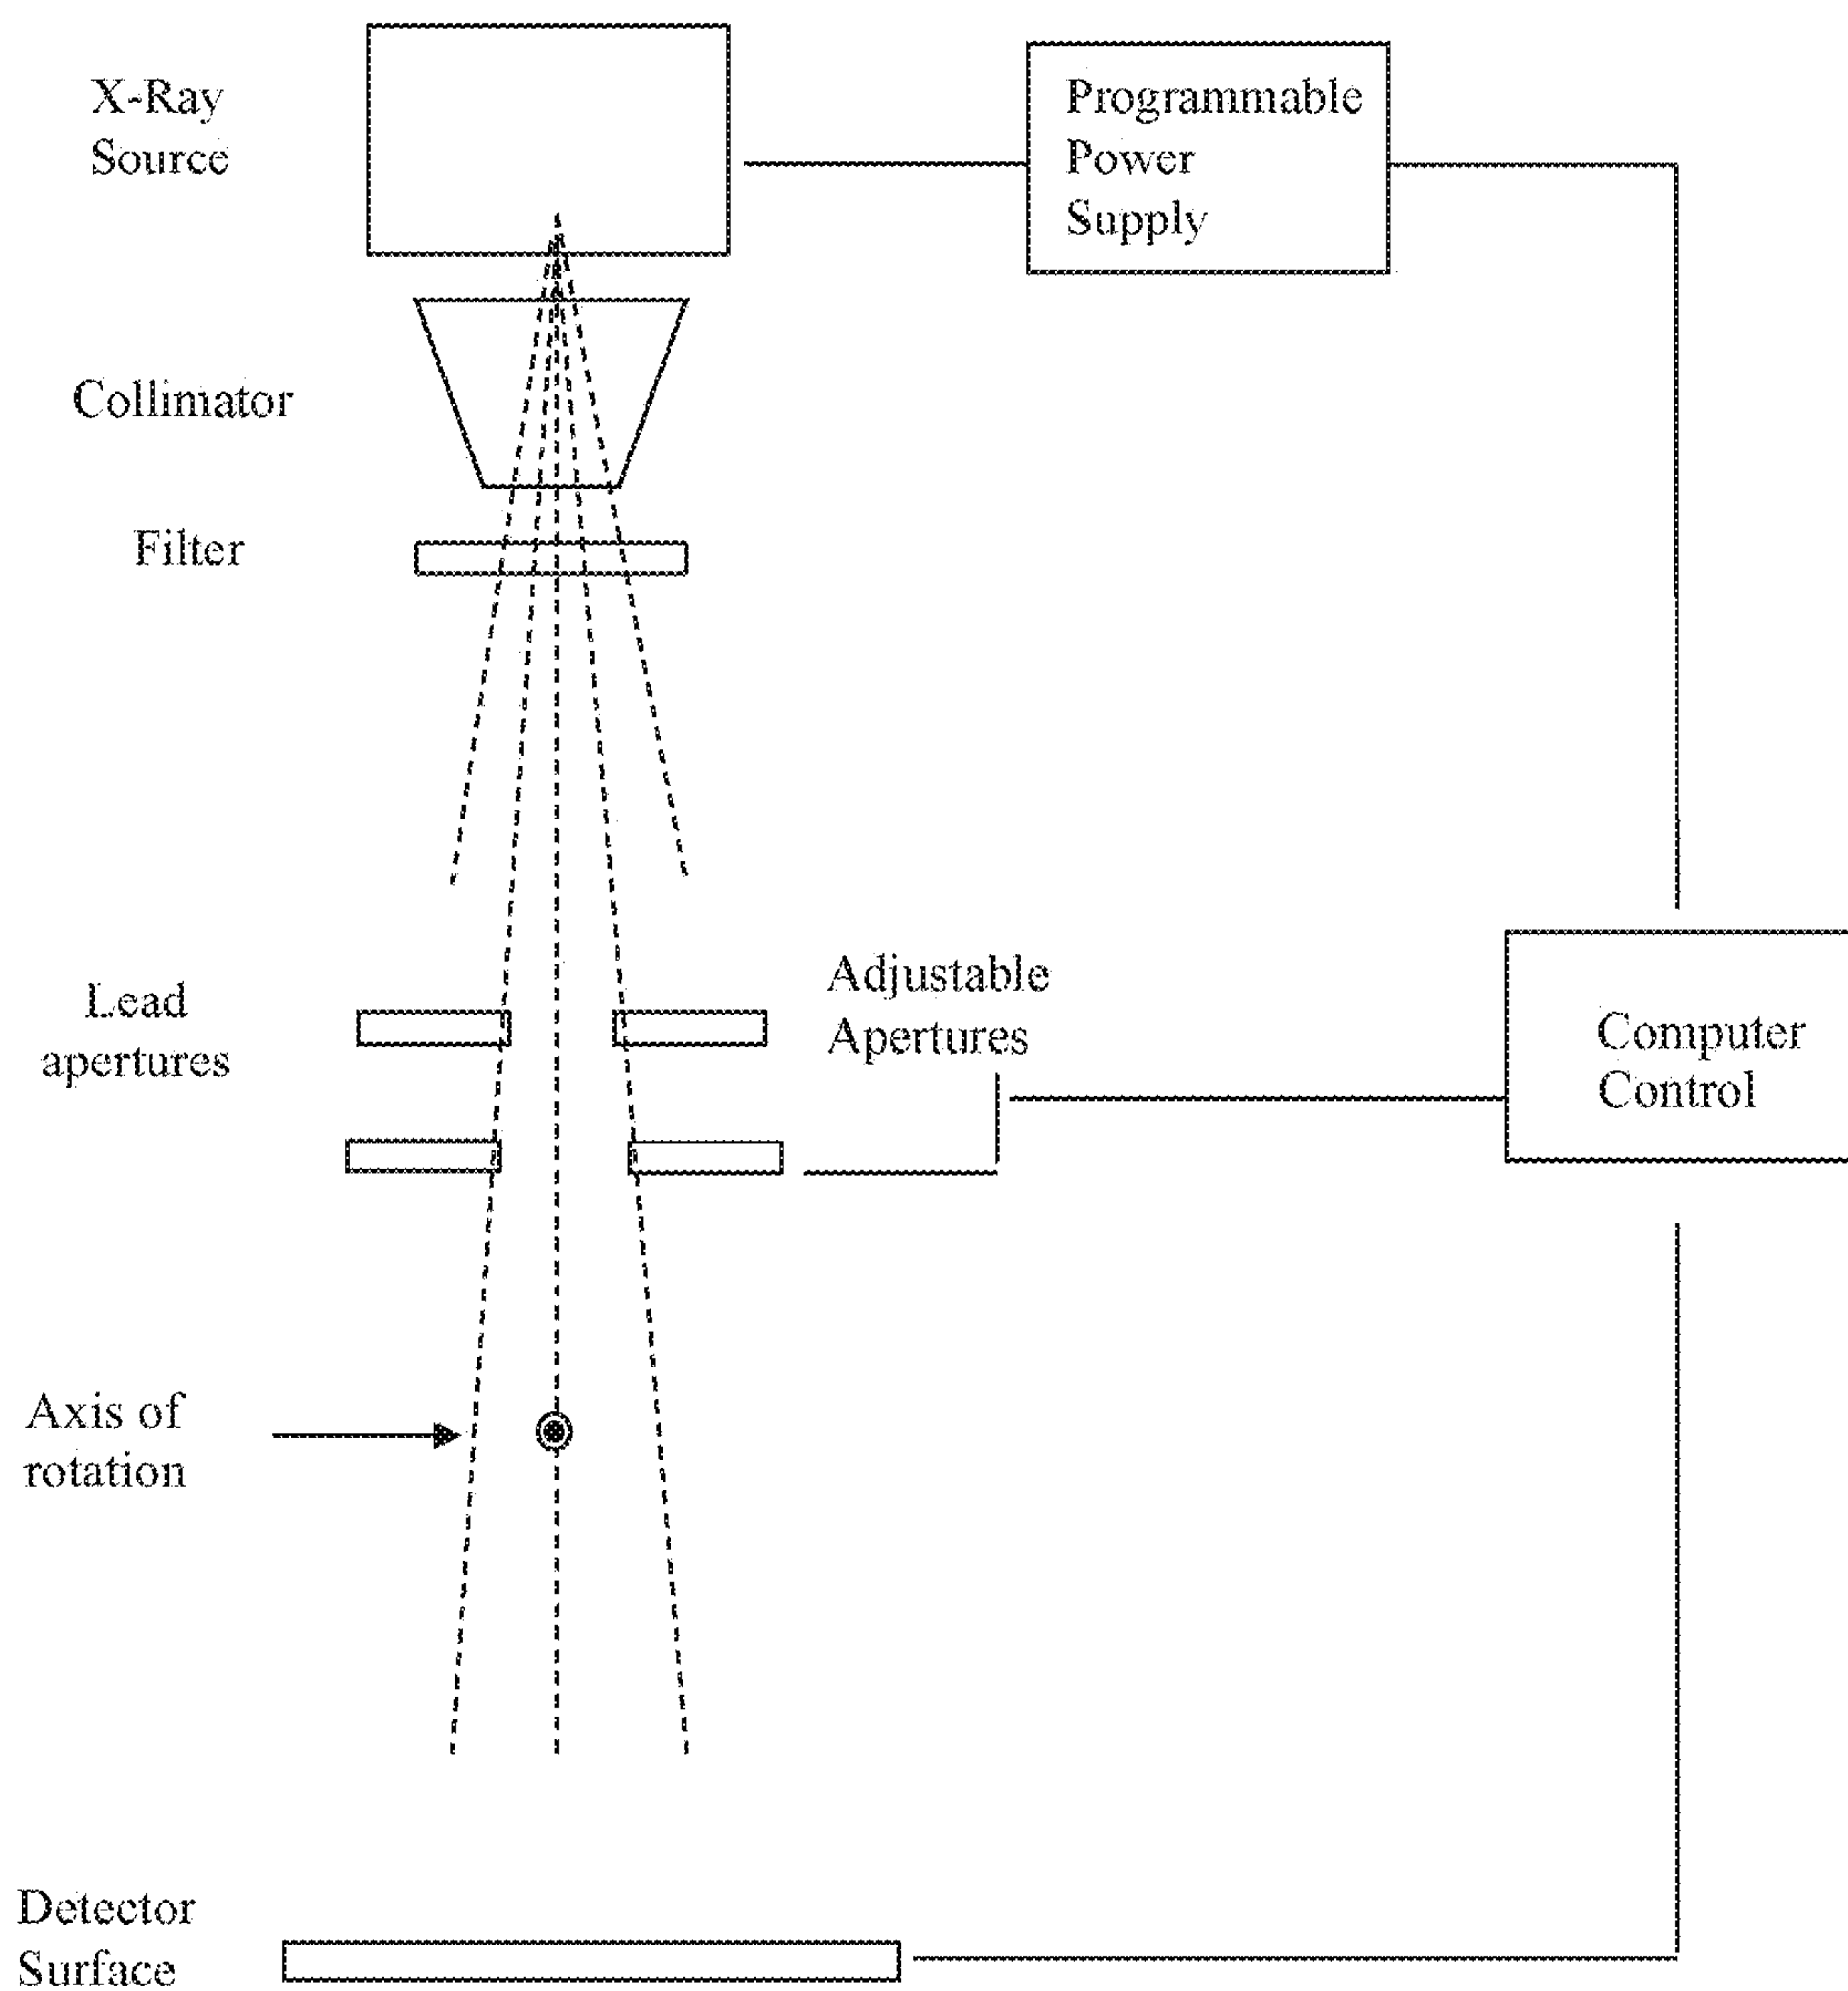 X-Ray
Source
Programmable
Power
Supply
Collimator
Filter
Lead
apertures
Adjustable
Apertures
Computer
Control
Axis of
rotation
Detector
Surface